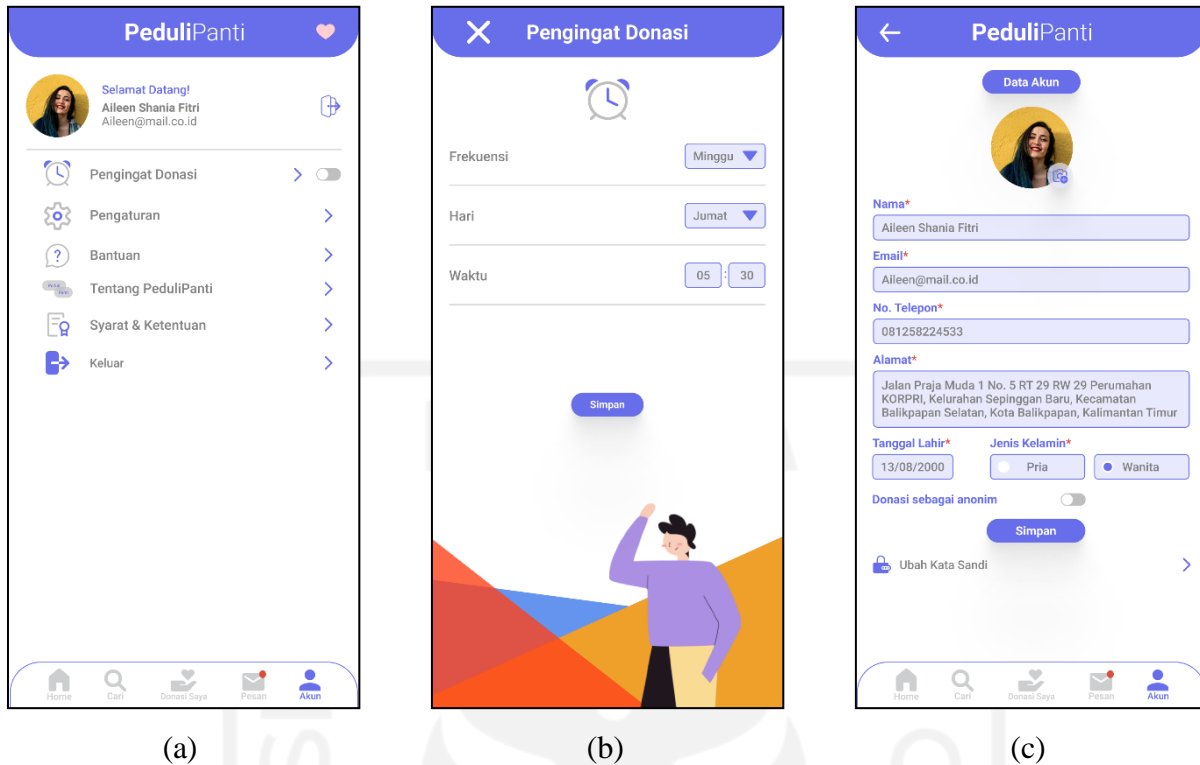 PeduliPanti
Selamat Datang!
Aileen Shania Fitri
Aileen@mail.co.id
Pengingat Donasi
Pengaturan
Bantuan
Tentang PeduliPanti
Syarat & Ketentuan
Keluar
Home
Cari
Donasi Saya
Pesan
Akun
(a)
Pengingat Donasi
Frekuensi
Minggu
Hari
Jumat
Waktu
05 : 30
Simpan
(b)
PeduliPanti
Data Akun
Nama*
Aileen Shania Fitri
Email*
Aileen@mail.co.id
No. Telepon*
081258224533
Alamat*
Jalan Praja Muda 1 No. 5 RT 29 RW 29 Perumahan
KORPRI, Kelurahan Sepinggan Baru, Kecamatan
Balikpapan Selatan, Kota Balikpapan, Kalimantan Timur
Tanggal Lahir*
Jenis Kelamin*
13/08/2000
Pria
Wanita
Donasi sebagai anonim
Simpan
Ubah Kata Sandi
Home
Cari
Donasi Saya
Pesan
Akun
(c)